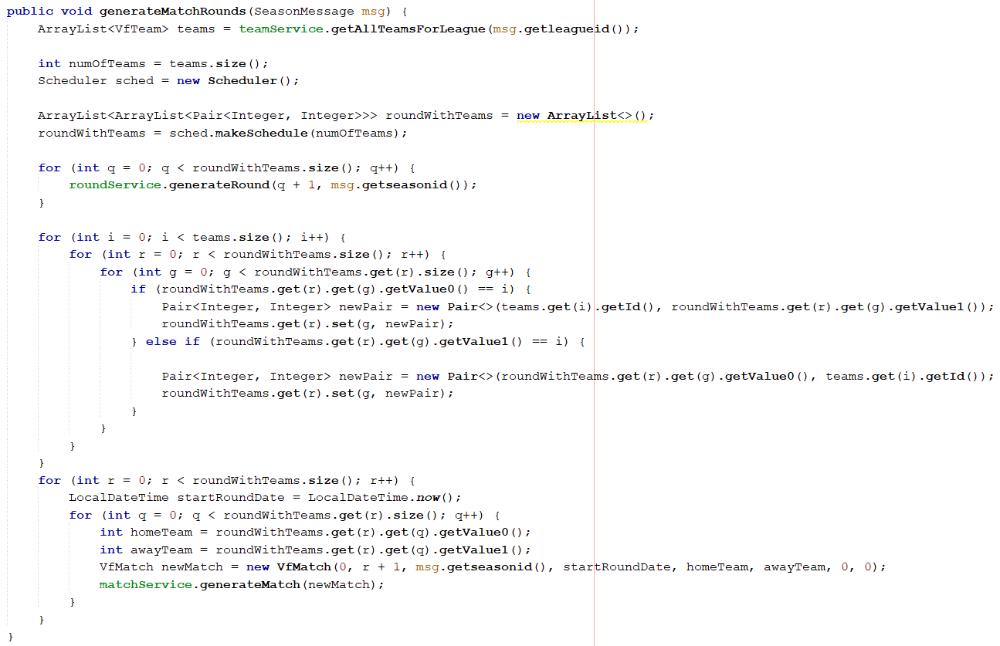 public void generateMatchRounds(SeasonMessage msg) {
    ArrayList<VfTeam> teams = teamService.getAllTeamsForLeague(msg.getleagueid());

    int numOfTeams = teams.size();
    Scheduler sched = new Scheduler();

    ArrayList<ArrayList<Pair<Integer, Integer>>> roundWithTeams = new ArrayList<>();
    roundWithTeams = sched.makeSchedule(numOfTeams);

    for (int q = 0; q < roundWithTeams.size(); q++) {
        roundService.generateRound(q + 1, msg.getseasonid());
    }

    for (int i = 0; i < teams.size(); i++) {
        for (int r = 0; r < roundWithTeams.size(); r++) {
            for (int g = 0; g < roundWithTeams.get(r).size(); g++) {
                if (roundWithTeams.get(r).get(g).getValue0() == i) {
                    Pair<Integer, Integer> newPair = new Pair<>(teams.get(i).getId(), roundWithTeams.get(r).get(g).getValue1());
                    roundWithTeams.get(r).set(g, newPair);
                } else if (roundWithTeams.get(r).get(g).getValue1() == i) {

                    Pair<Integer, Integer> newPair = new Pair<>(roundWithTeams.get(r).get(g).getValue0(), teams.get(i).getId());
                    roundWithTeams.get(r).set(g, newPair);
                }
            }
        }
    }
    for (int r = 0; r < roundWithTeams.size(); r++) {
        LocalDateTime startRoundDate = LocalDateTime.now();
        for (int q = 0; q < roundWithTeams.get(r).size(); q++) {
            int homeTeam = roundWithTeams.get(r).get(q).getValue0();
            int awayTeam = roundWithTeams.get(r).get(q).getValue1();
            VfMatch newMatch = new VfMatch(0, r + 1, msg.getseasonid(), startRoundDate, homeTeam, awayTeam, 0, 0);
            matchService.generateMatch(newMatch);
        }
    }
}